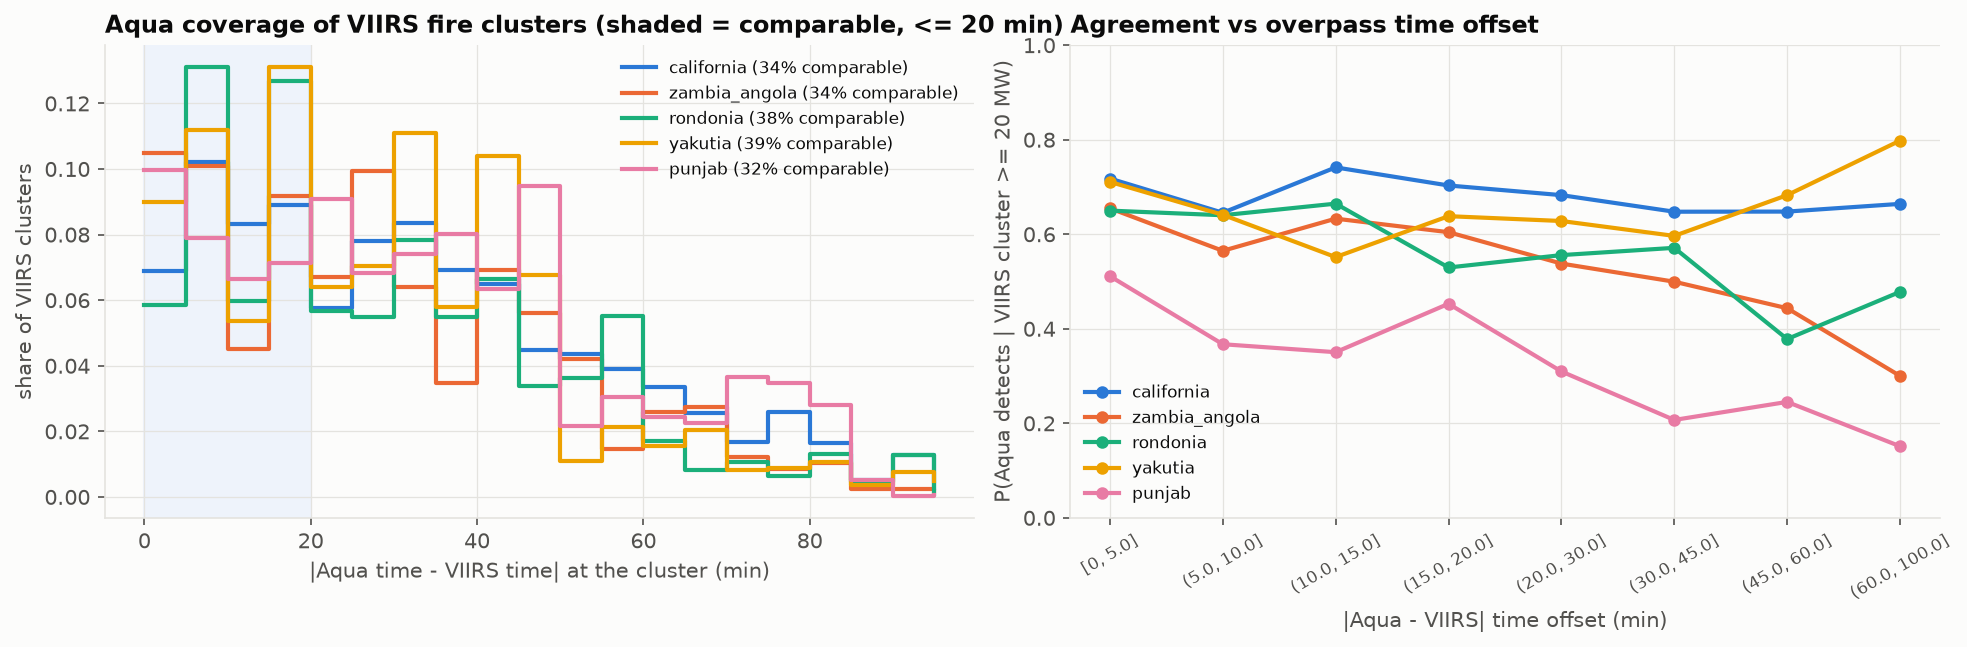 Aqua coverage of VIIRS fire clusters (shaded = comparable, <= 20 min)
share of VIIRS clusters
0.12
0.10
0.08
0.06
0.04
0.02
0.00
california (34% comparable)
zambia_angola (34% comparable)
rondonia (38% comparable)
yakutia (39% comparable)
punjab (32% comparable)
0
20
40
60
80
|Aqua time - VIIRS time| at the cluster (min)
Agreement vs overpass time offset
P(Aqua detects | VIIRS cluster >= 20 MW)
1.0
0.8
0.6
0.4
0.2
0.0
california
zambia_angola
rondonia
yakutia
punjab
[0, 5.0]
(5.0, 10.0]
(10.0, 15.0]
(15.0, 20.0]
(20.0, 30.0]
(30.0, 45.0]
(45.0, 60.0]
(60.0, 100.0]
|Aqua - VIIRS| time offset (min)